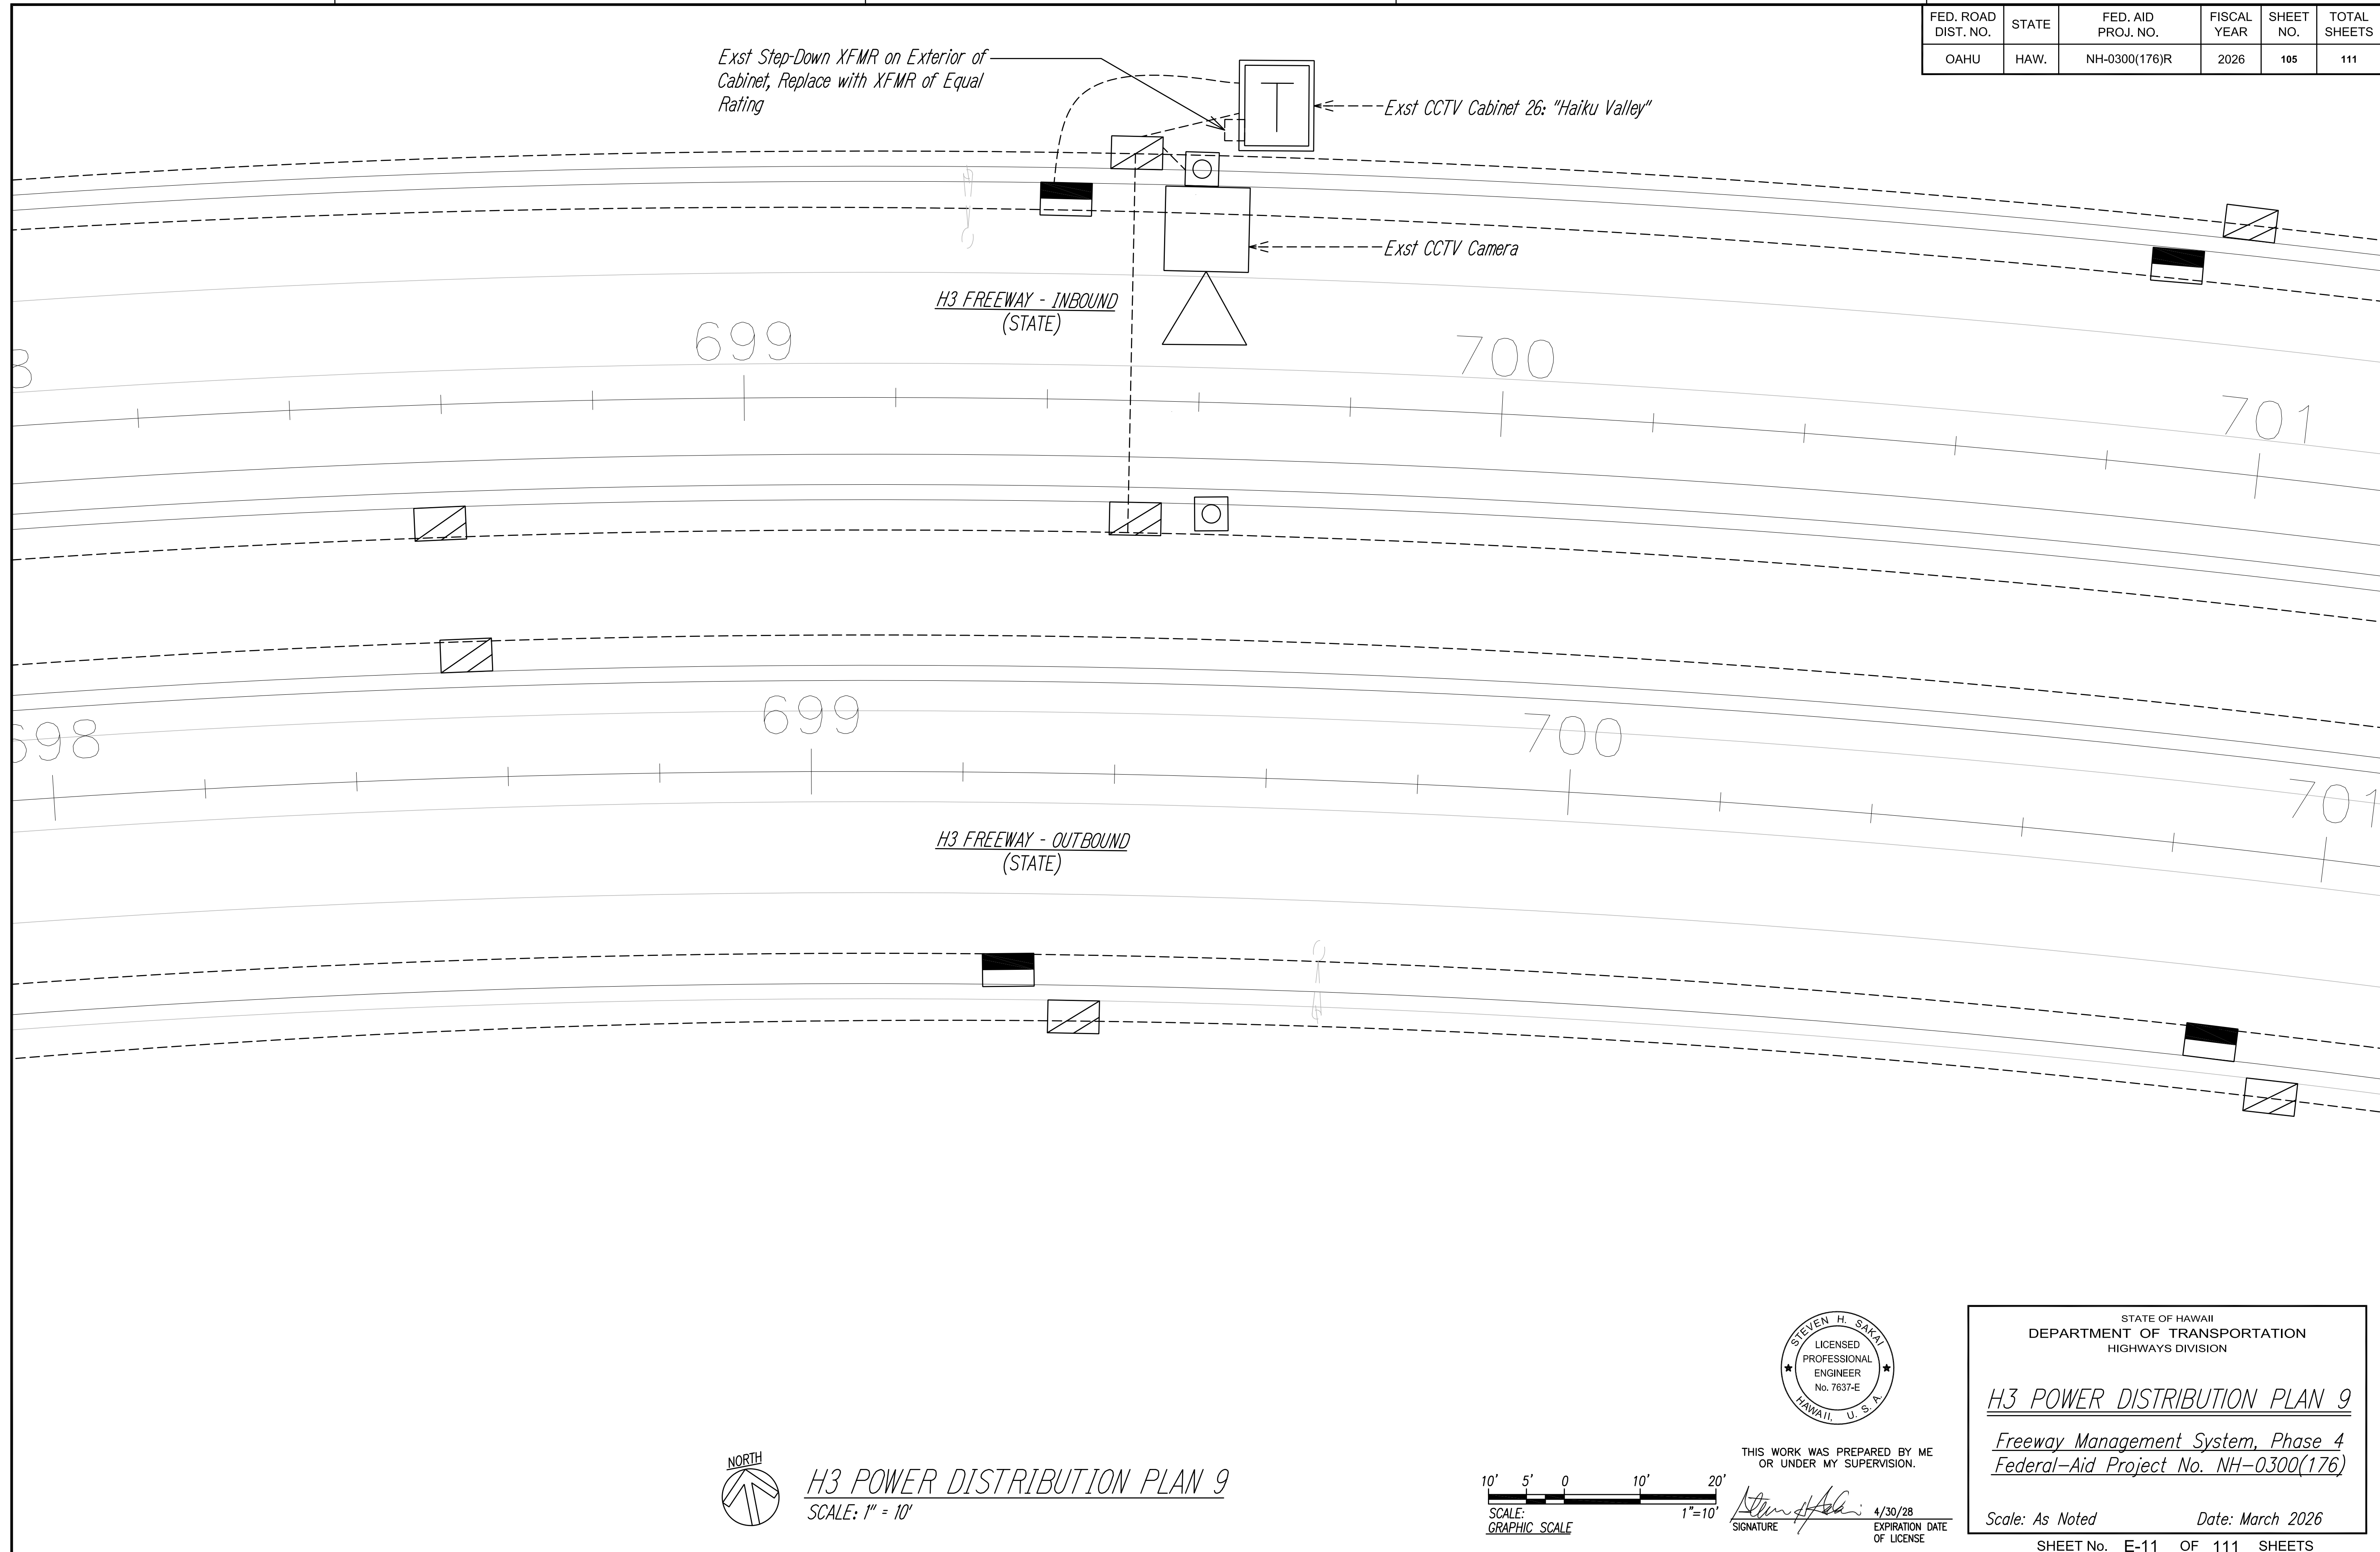 FED. ROAD DIST. NO.
STATE
FED. AID PROJ. NO.
FISCAL YEAR
SHEET NO.
TOTAL SHEETS
OAHU
HAW.
NH-0300(176)R
2026
105
111
Exst Step-Down XFMR on Exterior of
Cabinet, Replace with XFMR of Equal
Rating
T
Exst CCTV Cabinet 26: "Haiku Valley"
Exst CCTV Camera
H3 FREEWAY - INBOUND
(STATE)
699
700
701
698
699
700
701
H3 FREEWAY - OUTBOUND
(STATE)
NORTH
H3 POWER DISTRIBUTION PLAN 9
SCALE: 1" = 10'
10' 5' 0 10' 20'
SCALE: 1"=10'
GRAPHIC SCALE
STEVEN H. SAKAI
LICENSED
PROFESSIONAL
ENGINEER
No. 7637-E
HAWAII, U. S. A.
THIS WORK WAS PREPARED BY ME
OR UNDER MY SUPERVISION.
4/30/28
SIGNATURE
EXPIRATION DATE
OF LICENSE
STATE OF HAWAII
DEPARTMENT OF TRANSPORTATION
HIGHWAYS DIVISION
H3 POWER DISTRIBUTION PLAN 9
Freeway Management System, Phase 4
Federal-Aid Project No. NH-0300(176)
Scale: As Noted Date: March 2026
SHEET No. E-11 OF 111 SHEETS